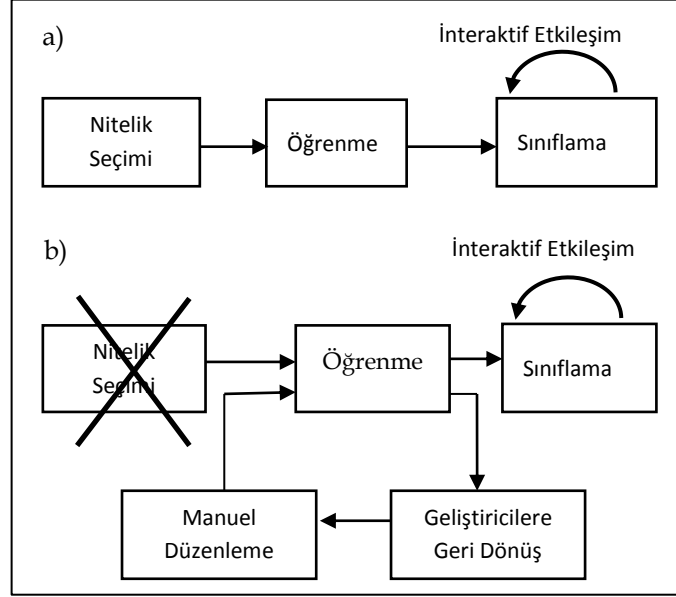 a)
İnteraktif Etkileşim
Nitelik
Seçimi
Öğrenme
Sınıflama
b)
İnteraktif Etkileşim
Nitelik
Seçimi
Öğrenme
Sınıflama
Manuel
Düzenleme
Geliştiricilere
Geri Dönüş